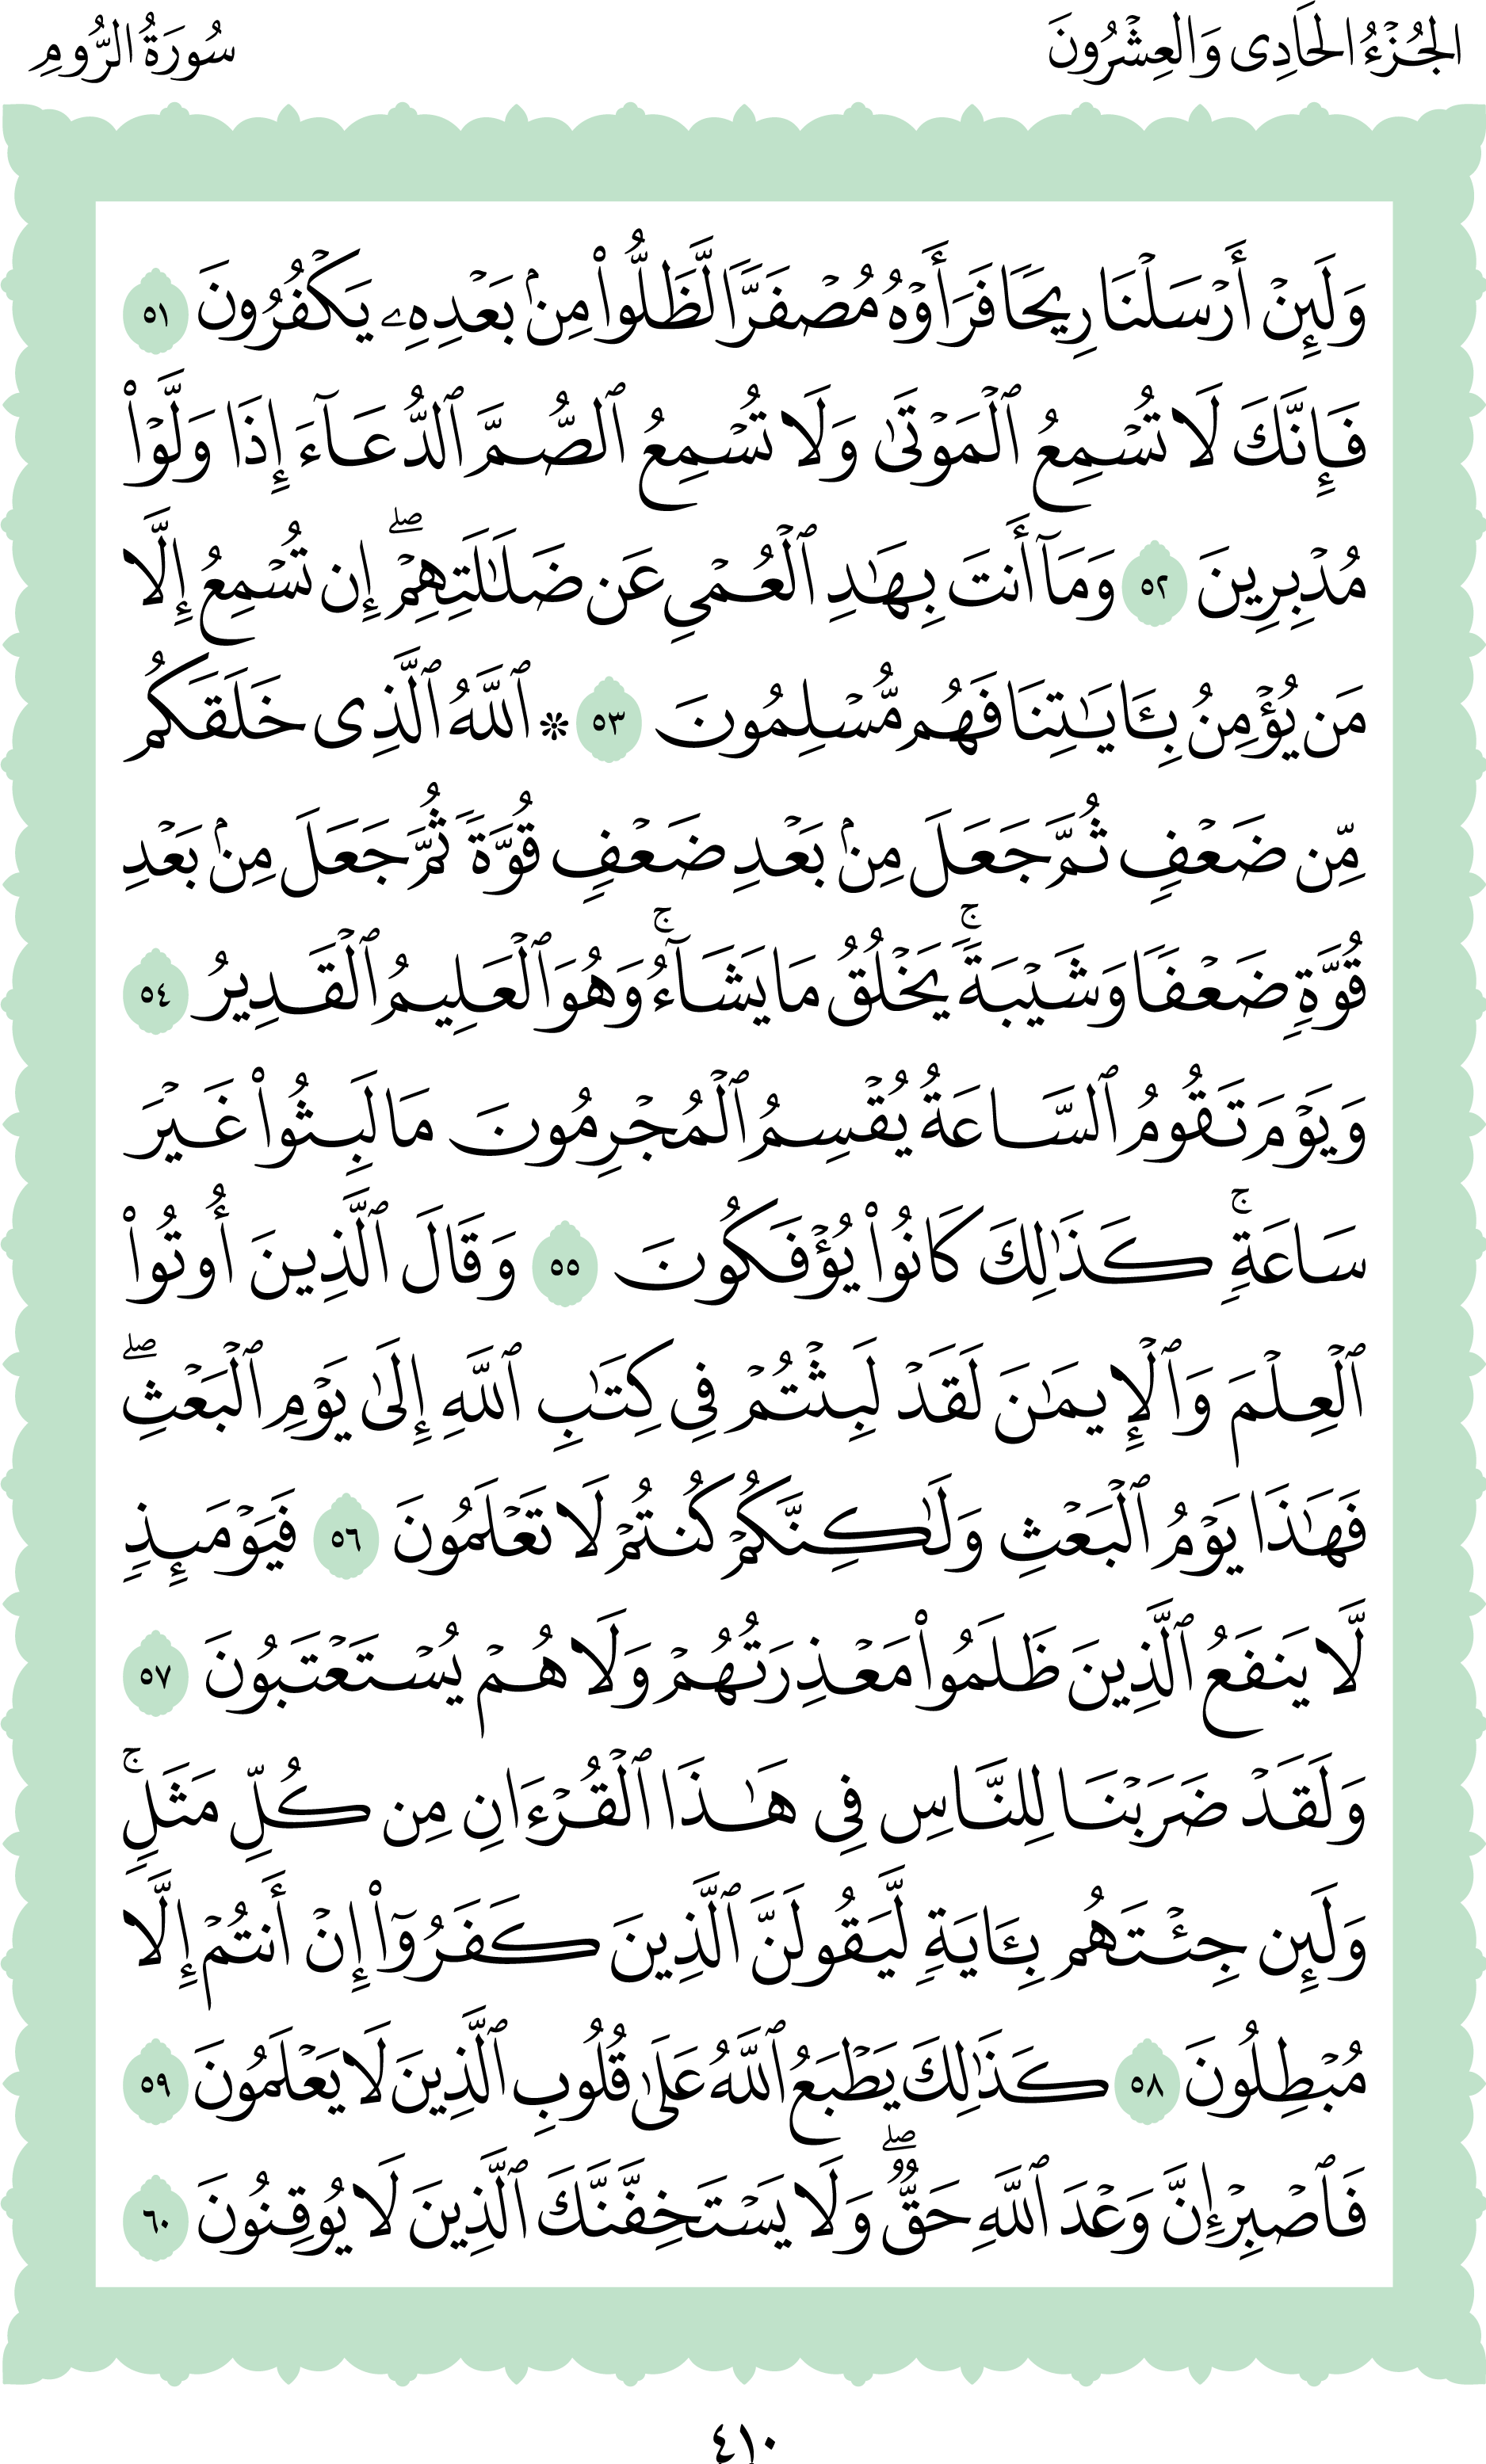 الجُزْءُ الحَادِى وَالعِشْرُونَ
سُورَةُ الرُّومِ
وَلَئِنْ أَرْسَلْنَا رِيحًا فَرَأَوْهُ مُصْفَرًّا لَّظَلُّوا۟ مِنۢ بَعْدِهِۦ يَكْفُرُونَ ٥١
فَإِنَّكَ لَا تُسْمِعُ ٱلْمَوْتَىٰ وَلَا تُسْمِعُ ٱلصُّمَّ ٱلدُّعَآءَ إِذَا وَلَّوْا۟
مُدْبِرِينَ ٥٢ وَمَآ أَنتَ بِهَـٰدِ ٱلْعُمْىِ عَن ضَلَـٰلَتِهِمْ ۖ إِن تُسْمِعُ إِلَّا
مَن يُؤْمِنُ بِـَٔايَـٰتِنَا فَهُم مُّسْلِمُونَ ٥٣ * ٱللَّهُ ٱلَّذِى خَلَقَكُم
مِّن ضَعْفٍ ثُمَّ جَعَلَ مِنۢ بَعْدِ ضَعْفٍ قُوَّةً ثُمَّ جَعَلَ مِنۢ بَعْدِ
قُوَّةٍ ضَعْفًا وَشَيْبَةً ۚ يَخْلُقُ مَا يَشَآءُ ۚ وَهُوَ ٱلْعَلِيمُ ٱلْقَدِيرُ ٥٤
وَيَوْمَ تَقُومُ ٱلسَّاعَةُ يُقْسِمُ ٱلْمُجْرِمُونَ مَا لَبِثُوا۟ غَيْرَ
سَاعَةٍ ۚ كَذَٰلِكَ كَانُوا۟ يُؤْفَكُونَ ٥٥ وَقَالَ ٱلَّذِينَ أُوتُوا۟
ٱلْعِلْمَ وَٱلْإِيمَـٰنَ لَقَدْ لَبِثْتُمْ فِى كِتَـٰبِ ٱللَّهِ إِلَىٰ يَوْمِ ٱلْبَعْثِ ۖ
فَهَـٰذَا يَوْمُ ٱلْبَعْثِ وَلَـٰكِنَّكُمْ كُنتُمْ لَا تَعْلَمُونَ ٥٦ فَيَوْمَئِذٍ
لَّا يَنفَعُ ٱلَّذِينَ ظَلَمُوا۟ مَعْذِرَتُهُمْ وَلَا هُمْ يُسْتَعْتَبُونَ ٥٧
وَلَقَدْ ضَرَبْنَا لِلنَّاسِ فِى هَـٰذَا ٱلْقُرْءَانِ مِن كُلِّ مَثَلٍ ۚ
وَلَئِن جِئْتَهُم بِـَٔايَةٍ لَّيَقُولَنَّ ٱلَّذِينَ كَفَرُوٓا۟ إِنْ أَنتُمْ إِلَّا
مُبْطِلُونَ ٥٨ كَذَٰلِكَ يَطْبَعُ ٱللَّهُ عَلَىٰ قُلُوبِ ٱلَّذِينَ لَا يَعْلَمُونَ ٥٩
فَٱصْبِرْ إِنَّ وَعْدَ ٱللَّهِ حَقٌّ ۖ وَلَا يَسْتَخِفَّنَّكَ ٱلَّذِينَ لَا يُوقِنُونَ ٦٠
٤١٠